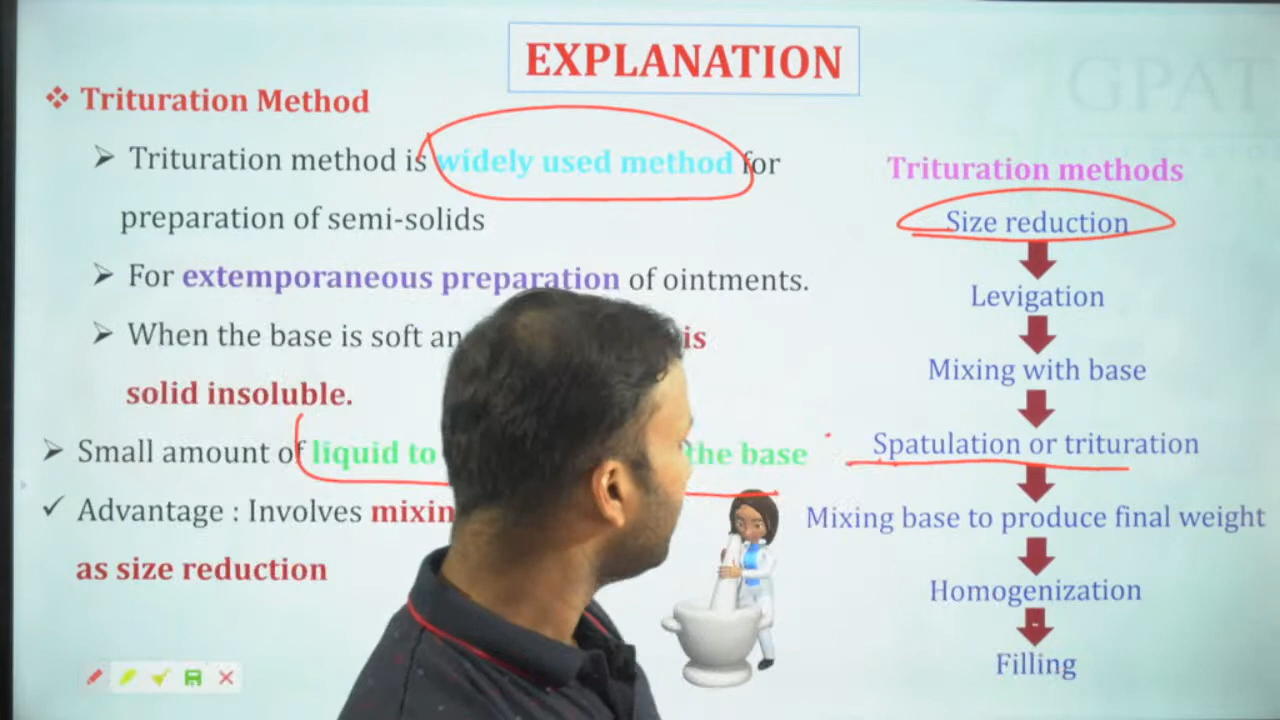 EXPLANATION
GPAT
Trituration Method
Trituration method is widely used method for
preparation of semi-solids
For extemporaneous preparation of ointments.
When the base is soft an is
solid insoluble.
Small amount of liquid to the base
Advantage : Involves mixin
as size reduction
Trituration methods
Size reduction
Levigation
Mixing with base
Spatulation or trituration
Mixing base to produce final weight
Homogenization
Filling